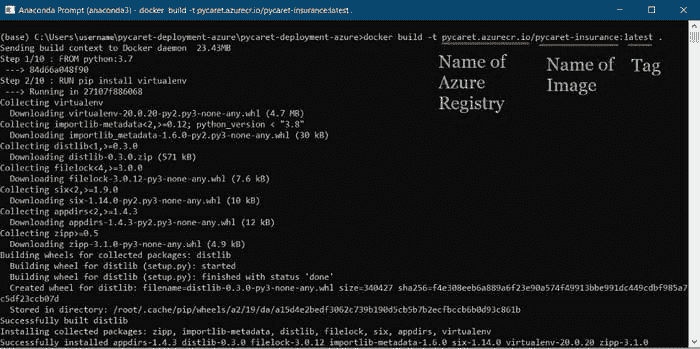 Anaconda Prompt (anaconda3) - docker build -t pycaret.azurecr.io/pycaret-insurance:latest .
(base) C:\Users\username\pycaret-deployment-azure\pycaret-deployment-azure>docker build -t pycaret.azurecr.io/pycaret-insurance:latest .
Sending build context to Docker daemon  23.43MB
Step 1/10 : FROM python:3.7
 ---> 84d66a048f90
Step 2/10 : RUN pip install virtualenv
 ---> Running in 27107f886068
Collecting virtualenv
  Downloading virtualenv-20.0.20-py2.py3-none-any.whl (4.7 MB)
Collecting importlib-metadata<2,>=0.12; python_version < "3.8"
  Downloading importlib_metadata-1.6.0-py2.py3-none-any.whl (30 kB)
Collecting distlib<1,>=0.3.0
  Downloading distlib-0.3.0.zip (571 kB)
Collecting filelock<4,>=3.0.0
  Downloading filelock-3.0.12-py3-none-any.whl (7.6 kB)
Collecting six<2,>=1.9.0
  Downloading six-1.14.0-py2.py3-none-any.whl (10 kB)
Collecting appdirs<2,>=1.4.3
  Downloading appdirs-1.4.3-py2.py3-none-any.whl (12 kB)
Collecting zipp>=0.5
  Downloading zipp-3.1.0-py3-none-any.whl (4.9 kB)
Building wheels for collected packages: distlib
  Building wheel for distlib (setup.py): started
  Building wheel for distlib (setup.py): finished with status 'done'
  Created wheel for distlib: filename=distlib-0.3.0-py3-none-any.whl size=340427 sha256=f4e308eeb6a889a6f23e90a574f49913bbe991dc449cdbf985a7
c5df23ccb07d
  Stored in directory: /root/.cache/pip/wheels/a2/19/da/a15d4e2bedf3062c739b190d5cb5b7b2ecfbccb6b0d93c861b
Successfully built distlib
Installing collected packages: zipp, importlib-metadata, distlib, filelock, six, appdirs, virtualenv
Successfully installed appdirs-1.4.3 distlib-0.3.0 filelock-3.0.12 importlib-metadata-1.6.0 six-1.14.0 virtualenv-20.0.20 zipp-3.1.0
Name of
Azure
Registry
Name of
Image
Tag